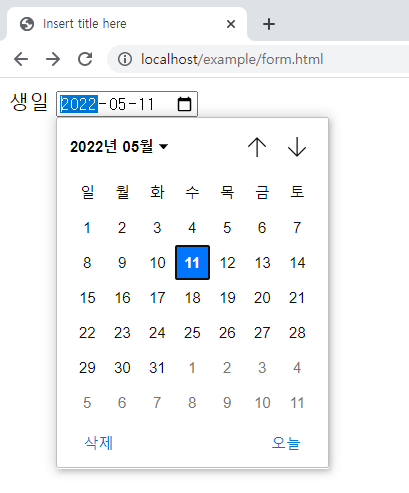 Insert title here
localhost/example/form.html
생일 2022-05-11
2022년 05월
일 월 화 수 목 금 토
1 2 3 4 5 6 7
8 9 10 11 12 13 14
15 16 17 18 19 20 21
22 23 24 25 26 27 28
29 30 31 1 2 3 4
5 6 7 8 9 10 11
삭제 오늘